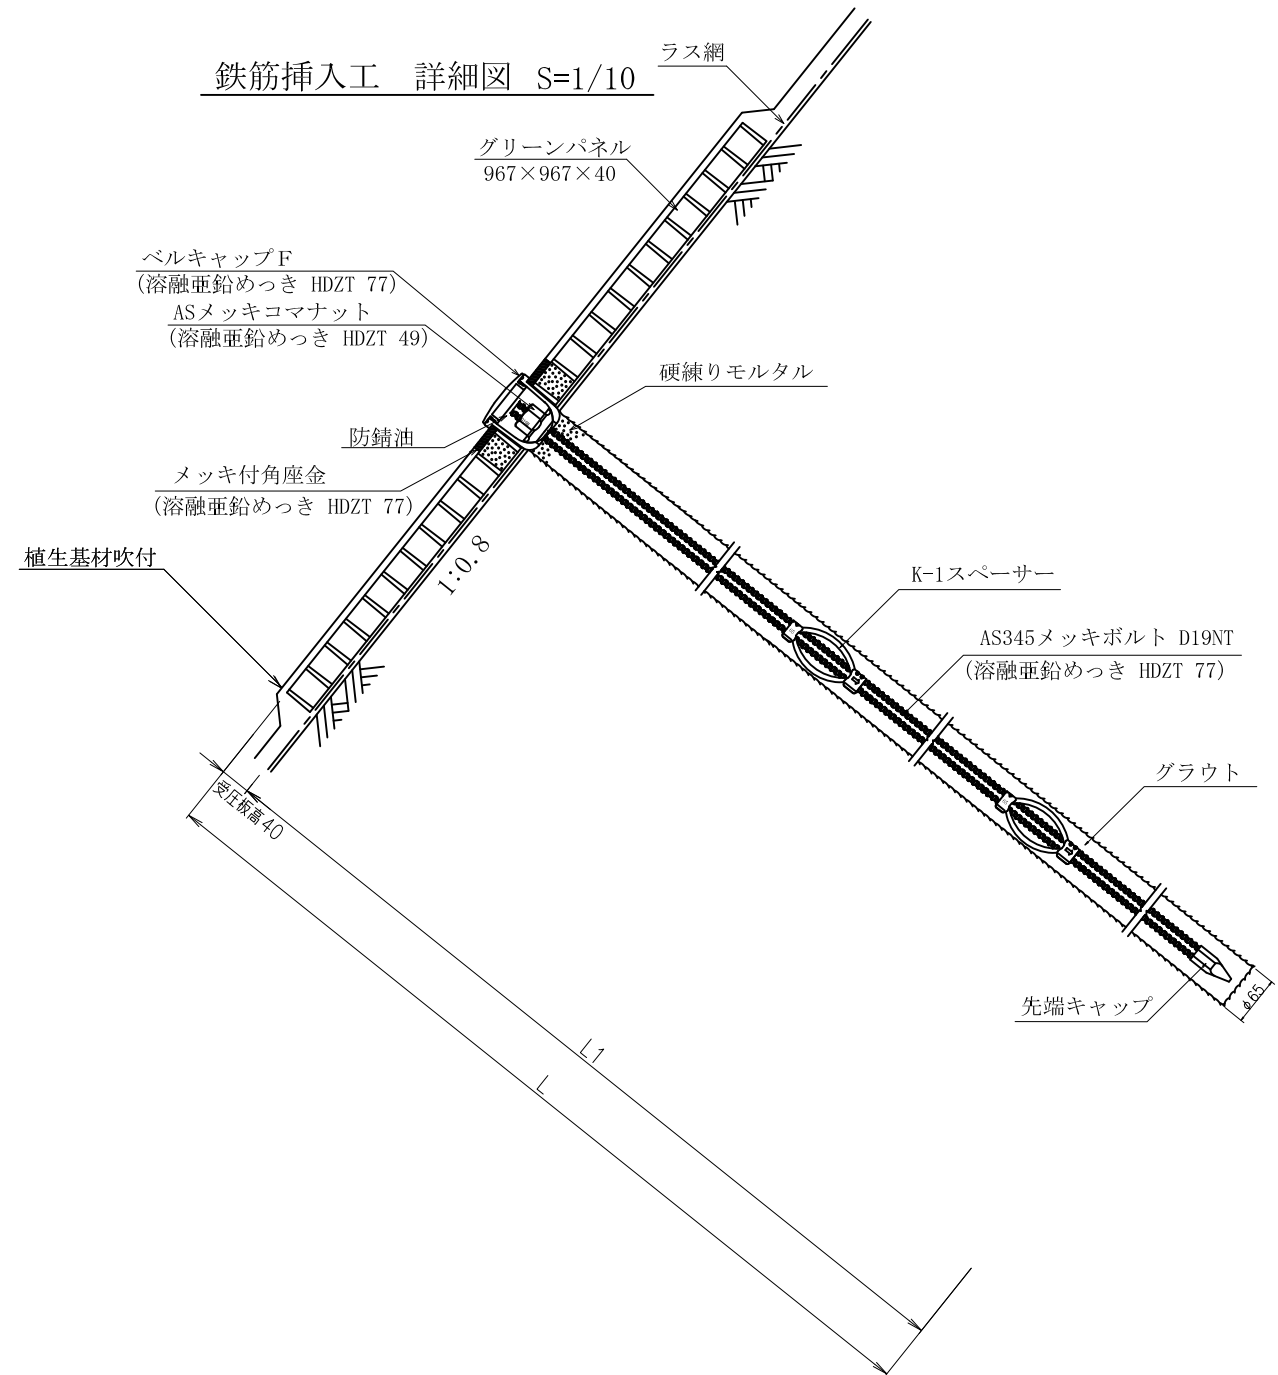 鉄筋挿入工　詳細図 S=1/10
ラス網
グリーンパネル
967×967×40
ベルキャップF
(溶融亜鉛めっき HDZT 77)
ASメッキコマナット
(溶融亜鉛めっき HDZT 49)
硬練りモルタル
防錆油
メッキ付角座金
(溶融亜鉛めっき HDZT 77)
植生基材吹付
1:0.8
K-1スペーサー
AS345メッキボルト D19NT
(溶融亜鉛めっき HDZT 77)
グラウト
受圧板高40
先端キャップ
φ65
L1
L